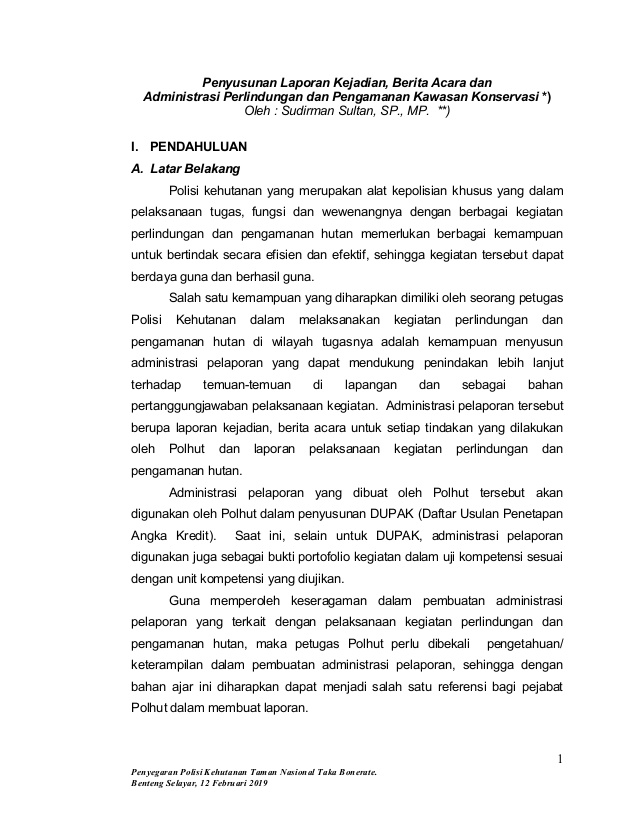 Penyusunan Laporan Kejadian, Berita Acara dan
Administrasi Perlindungan dan Pengamanan Kawasan Konservasi *)
Oleh : Sudirman Sultan, SP., MP. **)
I. PENDAHULUAN
A. Latar Belakang
Polisi kehutanan yang merupakan alat kepolisian khusus yang dalam
pelaksanaan tugas, fungsi dan wewenangnya dengan berbagai kegiatan
perlindungan dan pengamanan hutan memerlukan berbagai kemampuan
untuk bertindak secara efisien dan efektif, sehingga kegiatan tersebut dapat
berdaya guna dan berhasil guna.
Salah satu kemampuan yang diharapkan dimiliki oleh seorang petugas
Polisi Kehutanan dalam melaksanakan kegiatan perlindungan dan
pengamanan hutan di wilayah tugasnya adalah kemampuan menyusun
administrasi pelaporan yang dapat mendukung penindakan lebih lanjut
terhadap temuan-temuan di lapangan dan sebagai bahan
pertanggungjawaban pelaksanaan kegiatan. Administrasi pelaporan tersebut
berupa laporan kejadian, berita acara untuk setiap tindakan yang dilakukan
oleh Polhut dan laporan pelaksanaan kegiatan perlindungan dan
pengamanan hutan.
Administrasi pelaporan yang dibuat oleh Polhut tersebut akan
digunakan oleh Polhut dalam penyusunan DUPAK (Daftar Usulan Penetapan
Angka Kredit). Saat ini, selain untuk DUPAK, administrasi pelaporan
digunakan juga sebagai bukti portofolio kegiatan dalam uji kompetensi sesuai
dengan unit kompetensi yang diujikan.
Guna memperoleh keseragaman dalam pembuatan administrasi
pelaporan yang terkait dengan pelaksanaan kegiatan perlindungan dan
pengamanan hutan, maka petugas Polhut perlu dibekali pengetahuan/
keterampilan dalam pembuatan administrasi pelaporan, sehingga dengan
bahan ajar ini diharapkan dapat menjadi salah satu referensi bagi pejabat
Polhut dalam membuat laporan.
1
Penyegaran Polisi Kehutanan Taman Nasional Taka Bonerate.
Benteng Selayar, 12 Februari 2019